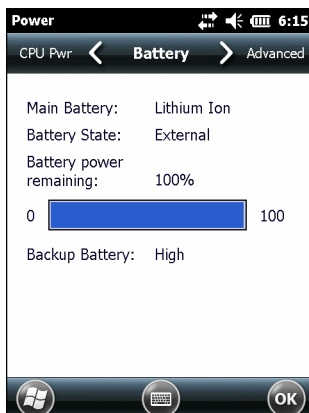 Power 6:15
CPU Pwr Battery Advanced
Main Battery: Lithium Ion
Battery State: External
Battery power
remaining: 100%
0 100
Backup Battery: High
OK